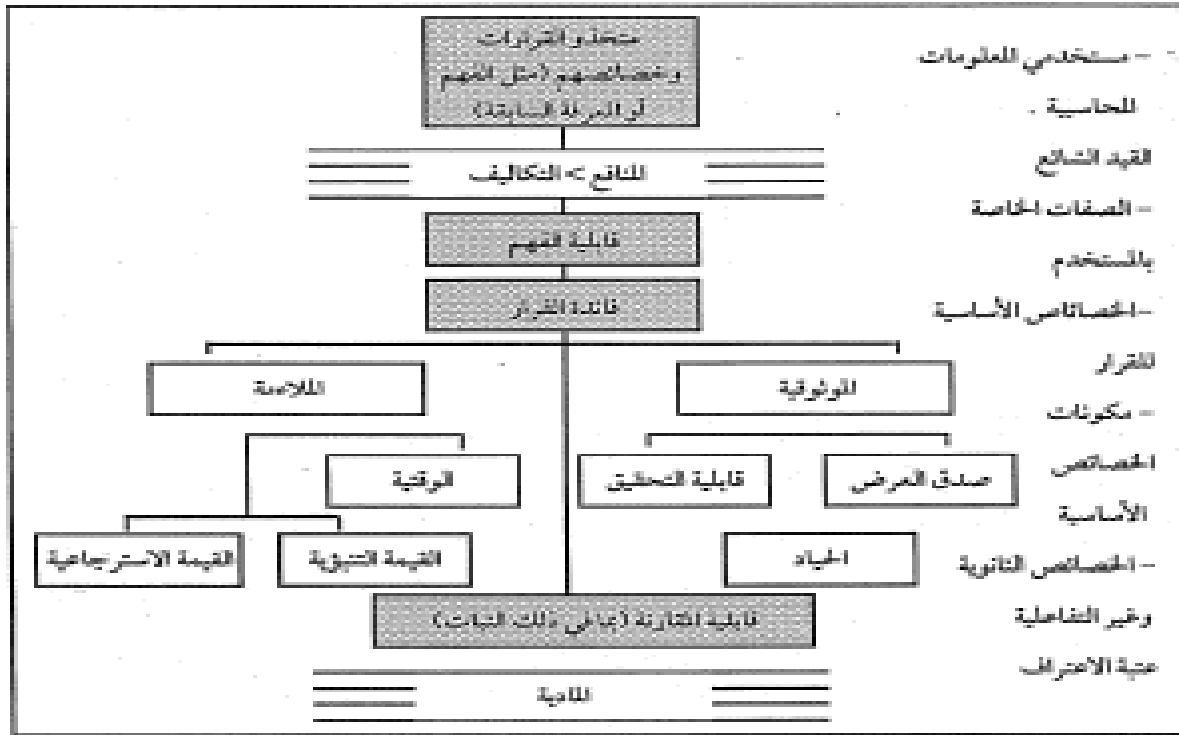 متخذو القرارات
وخصائصهم (مثل الفهم
أو المعرفة السابقة)
– مستخدمي المعلومات
المحاسبية .
المنافع > التكاليف
القيد الشائع
– الصفات الخاصة
قابلية الفهم
بالمستخدم
فائدة القرار
–الخصائص الأساسية
للقرار
الموثوقية
الملاءمة
– مكونات
الخصائص
صدق العرض
قابلية التحقيق
الوقتية
الأساسية
الحياد
القيمة التنبؤية
القيمة الاسترجاعية
– الخصائص الثانوية
وغير التفاعلية
قابلية المقارنة (بما في ذلك الثبات)
عتبة الاعتراف
المادية